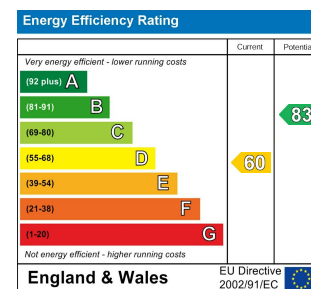 Energy Efficiency Rating
Current Potentia
Very energy efficient - lower running costs
(92 plus) A
(81-91) B
83
(69-80) C
(55-68) D
60
(39-54) E
(21-38) F
(1-20) G
Not energy efficient - higher running costs
England & Wales
EU Directive
2002/91/EC